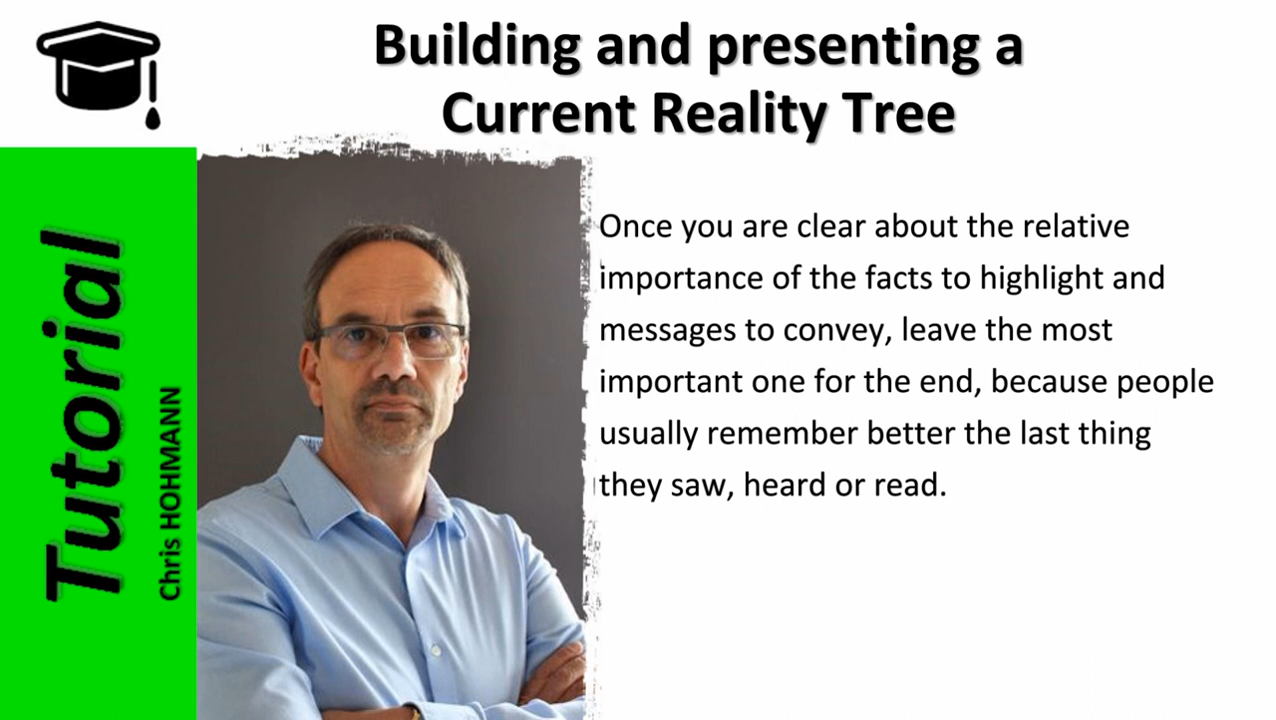 Building and presenting a
Current Reality Tree
Tutorial
Chris HOHMANN
Once you are clear about the relative
importance of the facts to highlight and
messages to convey, leave the most
important one for the end, because people
usually remember better the last thing
they saw, heard or read.